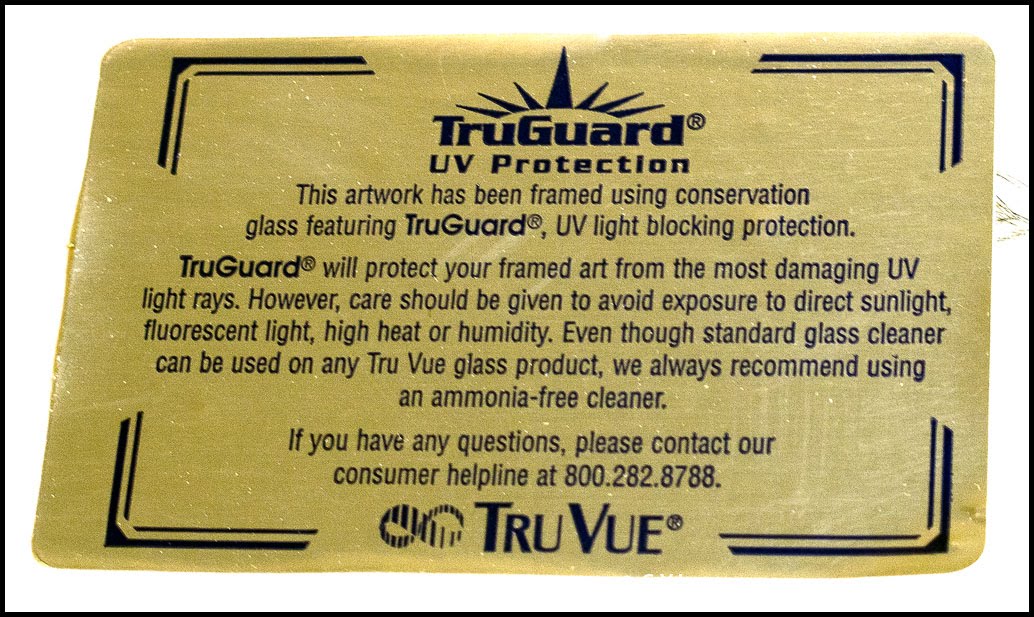 TruGuard®
UV Protection
This artwork has been framed using conservation
glass featuring TruGuard®, UV light blocking protection.
TruGuard® will protect your framed art from the most damaging UV
light rays. However, care should be given to avoid exposure to direct sunlight,
fluorescent light, high heat or humidity. Even though standard glass cleaner
can be used on any Tru Vue glass product, we always recommend using
an ammonia-free cleaner.
If you have any questions, please contact our
consumer helpline at 800.282.8788.
TRU VUE®